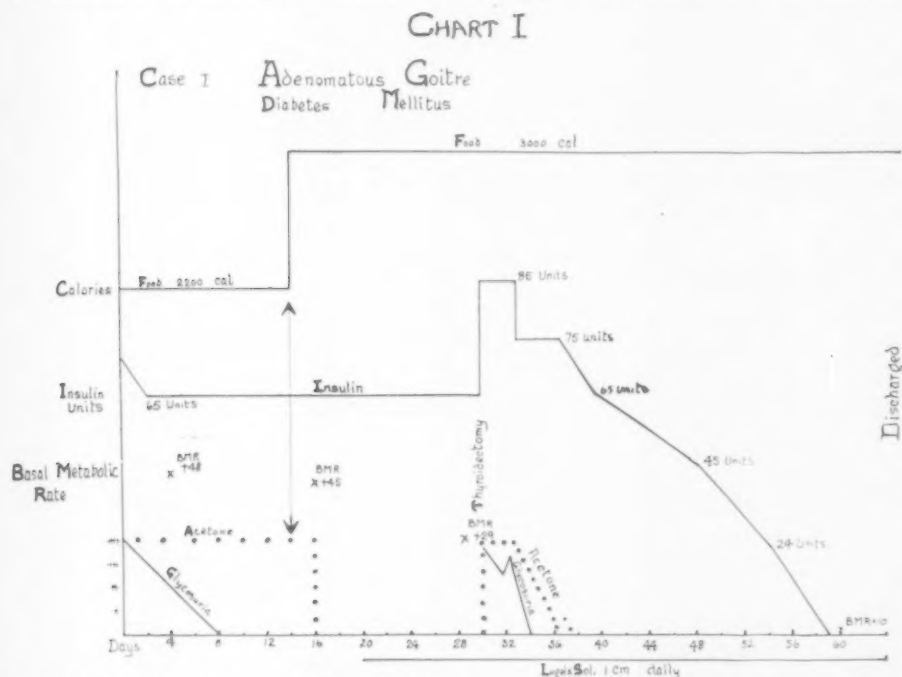 CHART I
Case I Adenomatous Goitre
Diabetes Mellitus
Food 3000 cal
Food 2200 cal
Calories
86 Units
75 Units
Insulin
Units
65 Units
Insulin
65 Units
Discharged
Thyroidectomy
BMR
+48
BMR
+45
45 Units
Basal Metabolic
Rate
Acetone
BMR
+29
Acetone
24 Units
Glycosuria
BMR+10
Days
4 8 12 16 20 24 28 32 36 40 44 48 52 56 60 64
Lugols Sol. 1 cm daily